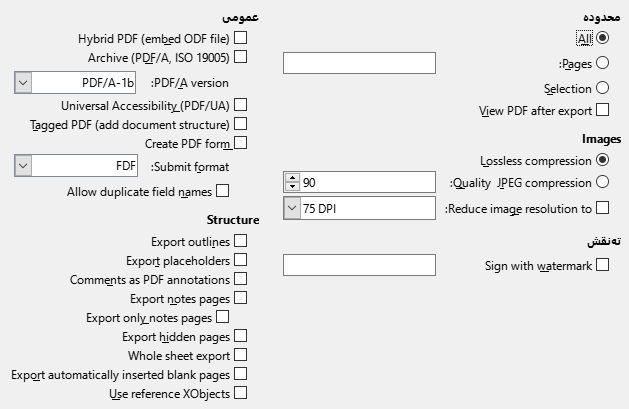 محدوده
All
Pages:
Selection
View PDF after export
Images
Lossless compression
Quality JPEG compression:
90
Reduce image resolution to:
75 DPI
ته‌نقش
Sign with watermark
عمومی
Hybrid PDF (embed ODF file)
Archive (PDF/A, ISO 19005)
PDF/A version:
PDF/A-1b
Universal Accessibility (PDF/UA)
Tagged PDF (add document structure)
Create PDF form
Submit format:
FDF
Allow duplicate field names
Structure
Export outlines
Export placeholders
Comments as PDF annotations
Export notes pages
Export only notes pages
Export hidden pages
Whole sheet export
Export automatically inserted blank pages
Use reference XObjects